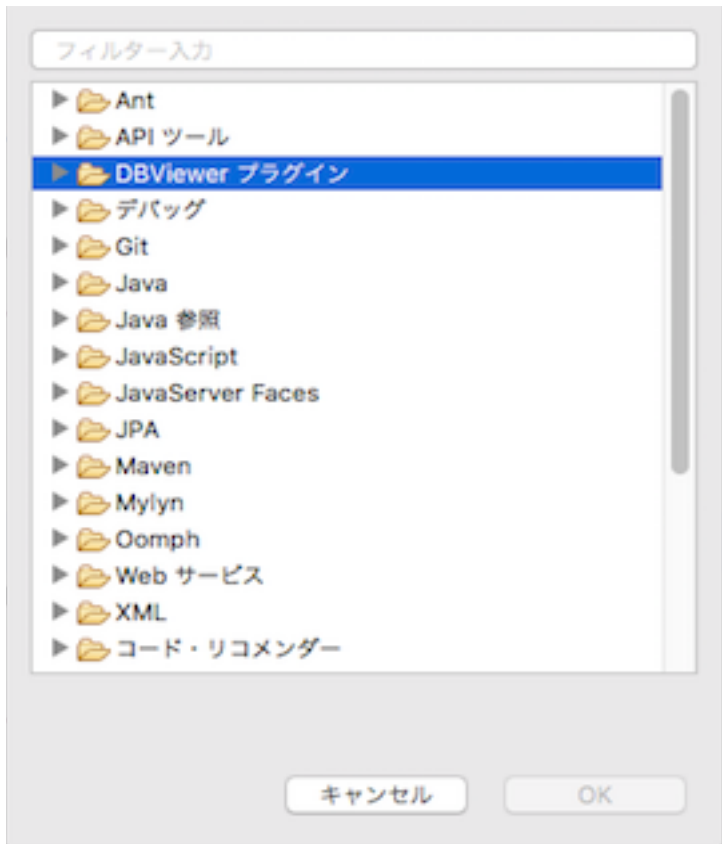 フィルター入力
Ant
API ツール
DBViewer プラグイン
デバッグ
Git
Java
Java 参照
JavaScript
JavaServer Faces
JPA
Maven
Mylyn
Oomph
Web サービス
XML
コード・リコメンダー
キャンセル OK